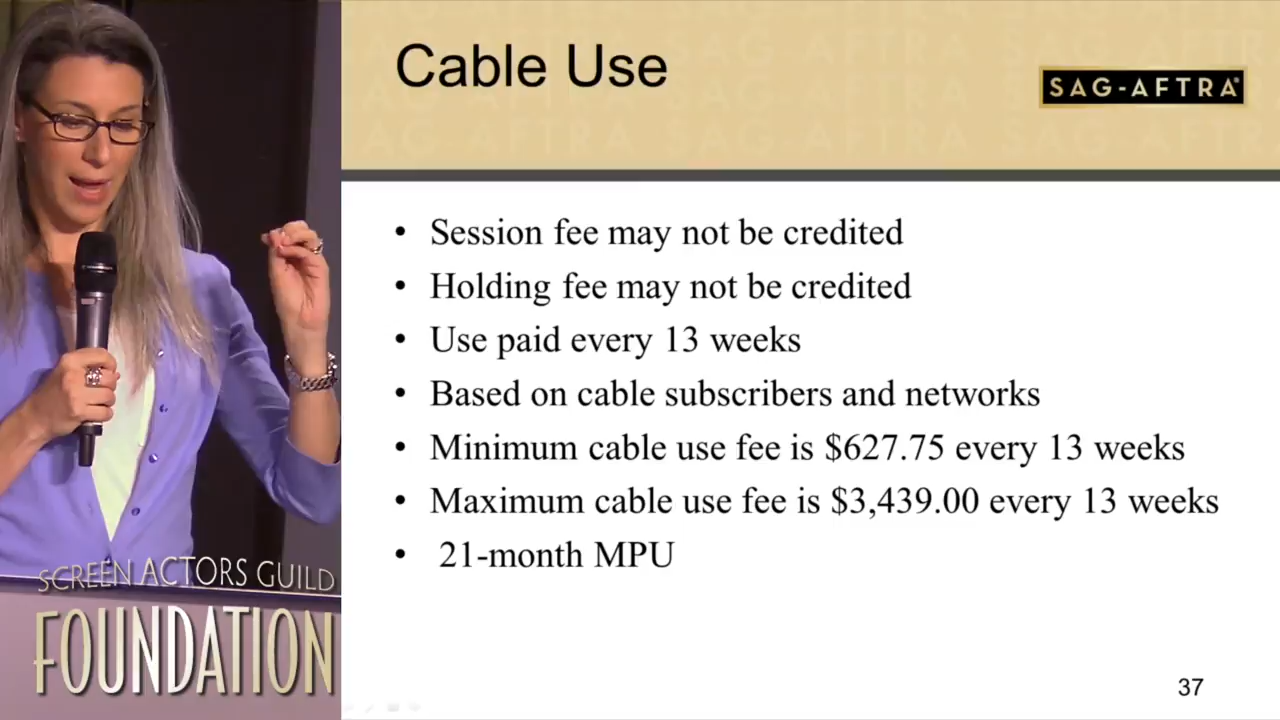 Cable Use
SAG-AFTRA®
• Session fee may not be credited
• Holding fee may not be credited
• Use paid every 13 weeks
• Based on cable subscribers and networks
• Minimum cable use fee is $627.75 every 13 weeks
• Maximum cable use fee is $3,439.00 every 13 weeks
• 21-month MPU
SCREEN ACTORS GUILD
FOUNDATION
37